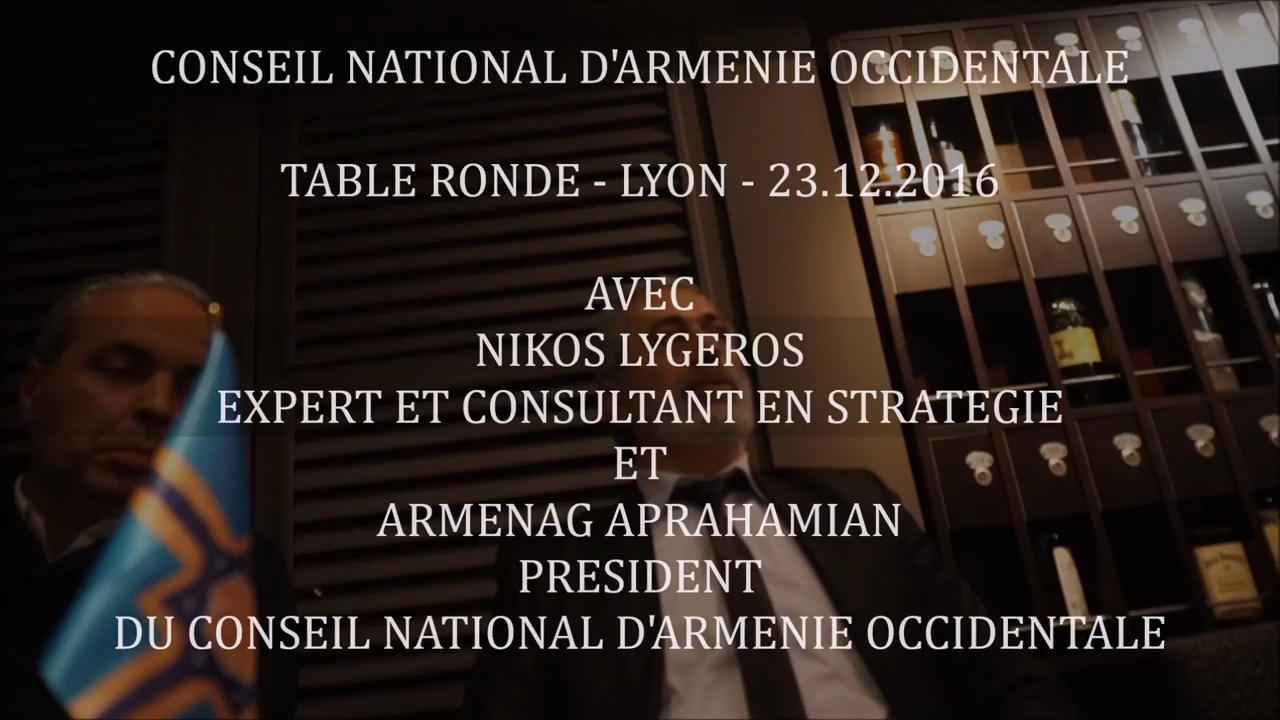 CONSEIL NATIONAL D'ARMENIE OCCIDENTALE
TABLE RONDE - LYON - 23.12.2016
AVEC
NIKOS LYGEROS
EXPERT ET CONSULTANT EN STRATEGIE
ET
ARMENAG APRAHAMIAN
PRESIDENT
DU CONSEIL NATIONAL D'ARMENIE OCCIDENTALE